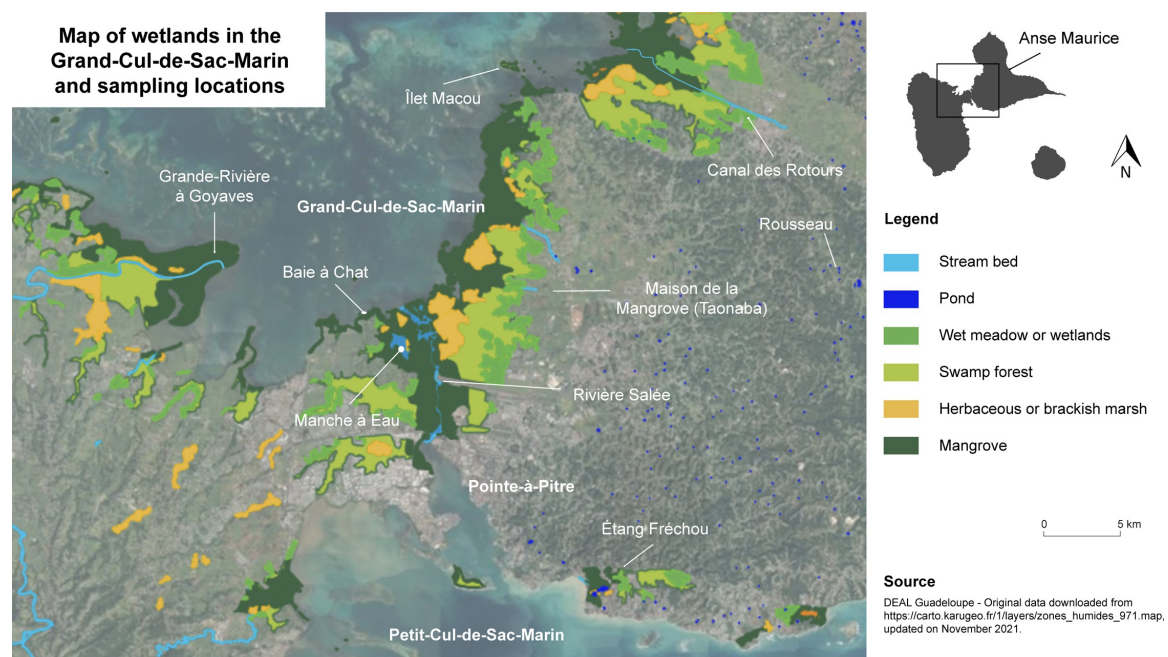 Map of wetlands in the
Grand-Cul-de-Sac-Marin
and sampling locations
Îlet Macou
Anse Maurice
N
Canal des Rotours
Grande-Rivière
à Goyaves
Grand-Cul-de-Sac-Marin
Rousseau
Baie à Chat
Maison de la
Mangrove (Taonaba)
Manche à Eau
Rivière Salée
Pointe-à-Pitre
Étang Fréchou
Petit-Cul-de-Sac-Marin
Legend
Stream bed
Pond
Wet meadow or wetlands
Swamp forest
Herbaceous or brackish marsh
Mangrove
0 5 km
Source
DEAL Guadeloupe - Original data downloaded from
https://carto.karugeo.fr/1/layers/zones_humides_971.map,
updated on November 2021.